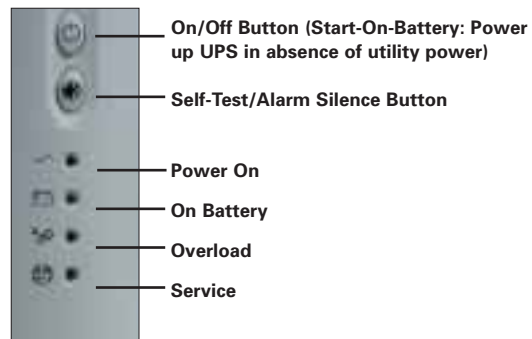 On/Off Button (Start-On-Battery: Power
up UPS in absence of utility power)
Self-Test/Alarm Silence Button
Power On
On Battery
Overload
Service